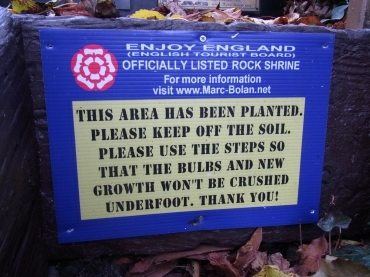 ENJOY ENGLAND
(ENGLISH TOURIST BOARD)
OFFICIALLY LISTED ROCK SHRINE
For more information
visit www.Marc-Bolan.net
THIS AREA HAS BEEN PLANTED.
PLEASE KEEP OFF THE SOIL.
PLEASE USE THE STEPS SO
THAT THE BULBS AND NEW
GROWTH WON'T BE CRUSHED
UNDERFOOT. THANK YOU!